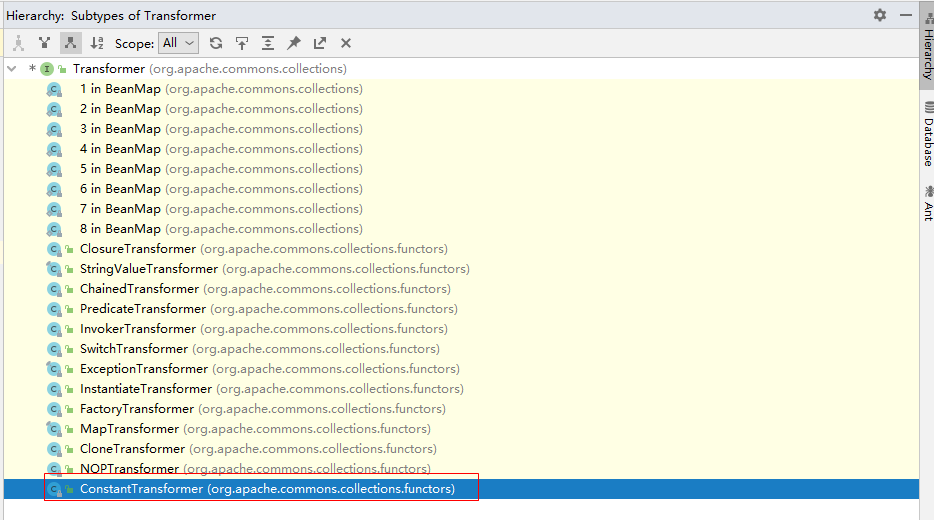 Hierarchy: Subtypes of Transformer
Scope: All
Transformer (org.apache.commons.collections)
1 in BeanMap (org.apache.commons.collections)
2 in BeanMap (org.apache.commons.collections)
3 in BeanMap (org.apache.commons.collections)
4 in BeanMap (org.apache.commons.collections)
5 in BeanMap (org.apache.commons.collections)
6 in BeanMap (org.apache.commons.collections)
7 in BeanMap (org.apache.commons.collections)
8 in BeanMap (org.apache.commons.collections)
ClosureTransformer (org.apache.commons.collections.functors)
StringValueTransformer (org.apache.commons.collections.functors)
ChainedTransformer (org.apache.commons.collections.functors)
PredicateTransformer (org.apache.commons.collections.functors)
InvokerTransformer (org.apache.commons.collections.functors)
SwitchTransformer (org.apache.commons.collections.functors)
ExceptionTransformer (org.apache.commons.collections.functors)
InstantiateTransformer (org.apache.commons.collections.functors)
FactoryTransformer (org.apache.commons.collections.functors)
MapTransformer (org.apache.commons.collections.functors)
CloneTransformer (org.apache.commons.collections.functors)
NOPTransformer (org.apache.commons.collections.functors)
ConstantTransformer (org.apache.commons.collections.functors)
Hierarchy
Database
Ant